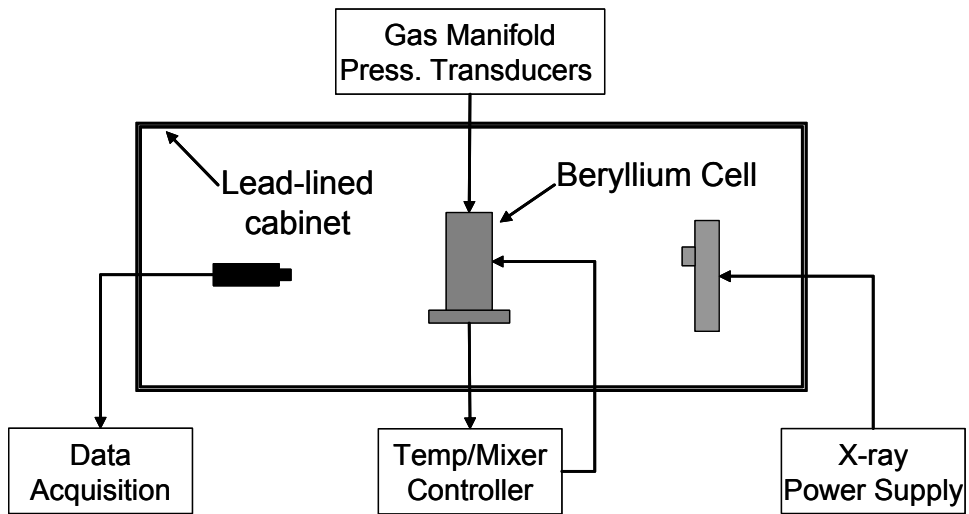 Gas Manifold
Press. Transducers
Lead-lined
cabinet
Beryllium Cell
Data
Acquisition
Temp/Mixer
Controller
X-ray
Power Supply